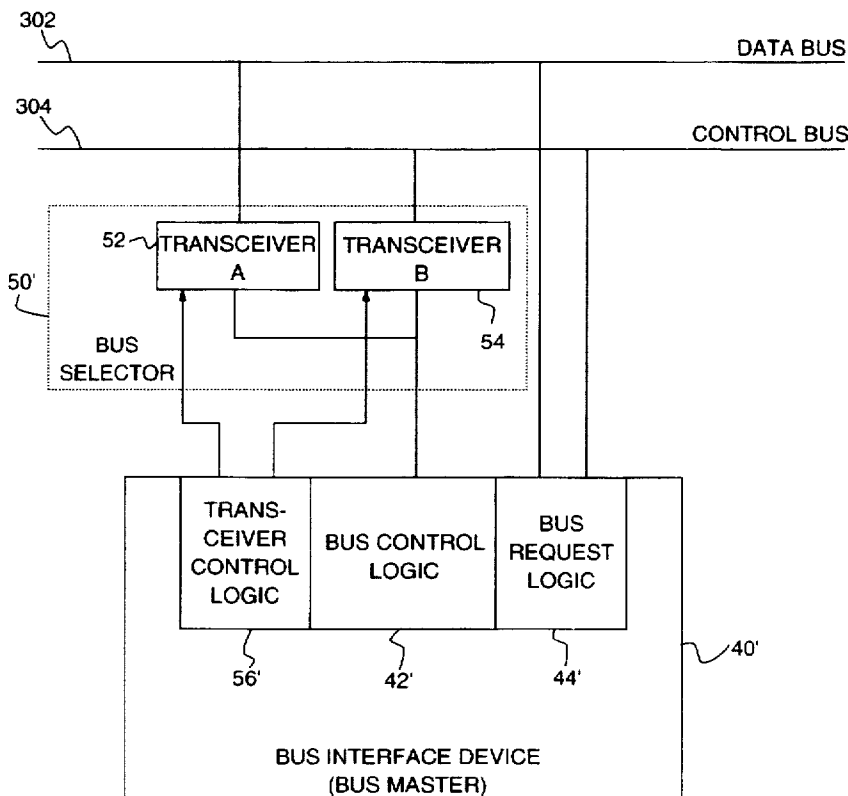 302
DATA BUS
304
CONTROL BUS
52
TRANSCEIVER
A
TRANSCEIVER
B
50'
54
BUS
SELECTOR
TRANS-
CEIVER
CONTROL
LOGIC
BUS CONTROL
LOGIC
BUS
REQUEST
LOGIC
56'
42'
44'
40'
BUS INTERFACE DEVICE
(BUS MASTER)